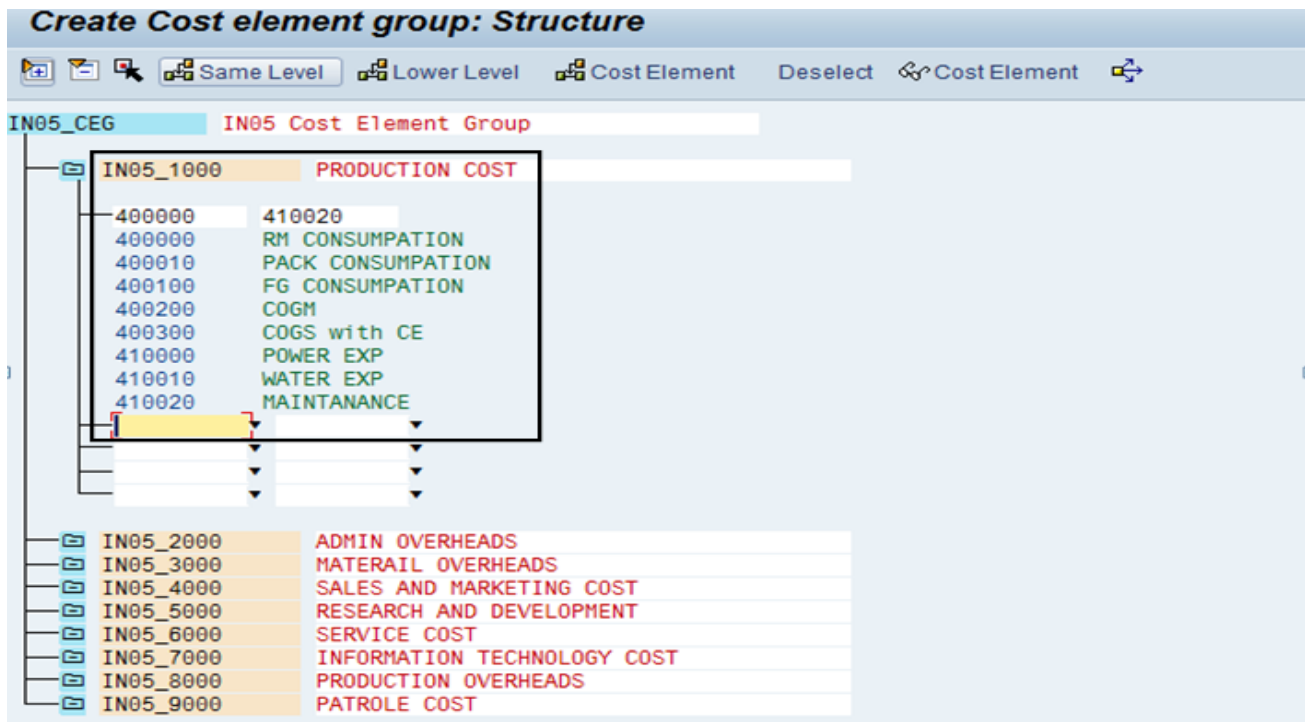 Create Cost element group: Structure
Same Level Lower Level Cost Element Deselect Cost Element
IN05_CEG IN05 Cost Element Group
IN05_1000 PRODUCTION COST
400000 410020
400000 RM CONSUMPATION
400010 PACK CONSUMPATION
400100 FG CONSUMPATION
400200 COGM
400300 COGS with CE
410000 POWER EXP
410010 WATER EXP
410020 MAINTANANCE
IN05_2000 ADMIN OVERHEADS
IN05_3000 MATERAIL OVERHEADS
IN05_4000 SALES AND MARKETING COST
IN05_5000 RESEARCH AND DEVELOPMENT
IN05_6000 SERVICE COST
IN05_7000 INFORMATION TECHNOLOGY COST
IN05_8000 PRODUCTION OVERHEADS
IN05_9000 PATROLE COST